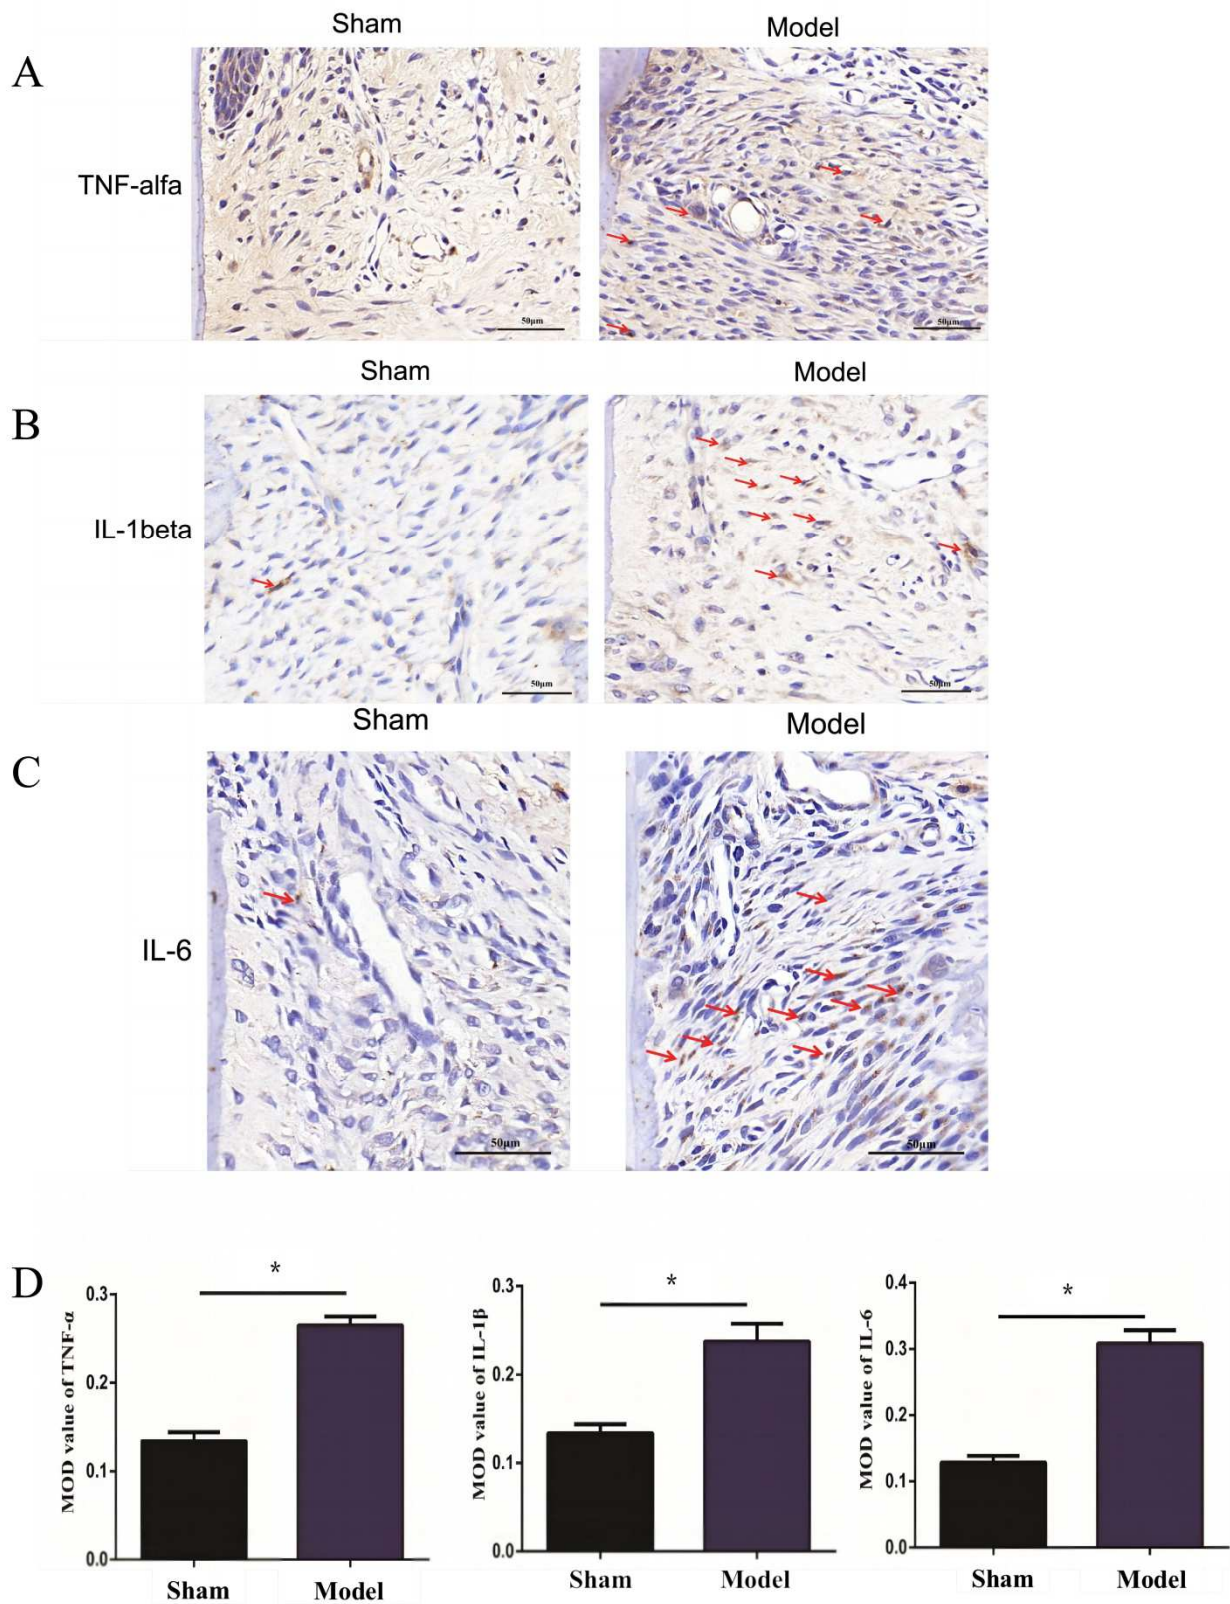 Sham Model
A
TNF-alfa
50μm 50μm
Sham Model
B
IL-1beta
50μm 50μm
Sham Model
C
IL-6
50μm 50μm
D
MOD value of TNF-α
0.3
0.2
0.1
0.0
*
Sham Model
MOD value of IL-1β
0.3
0.2
0.1
0.0
*
Sham Model
MOD value of IL-6
0.4
0.3
0.2
0.1
0.0
*
Sham Model